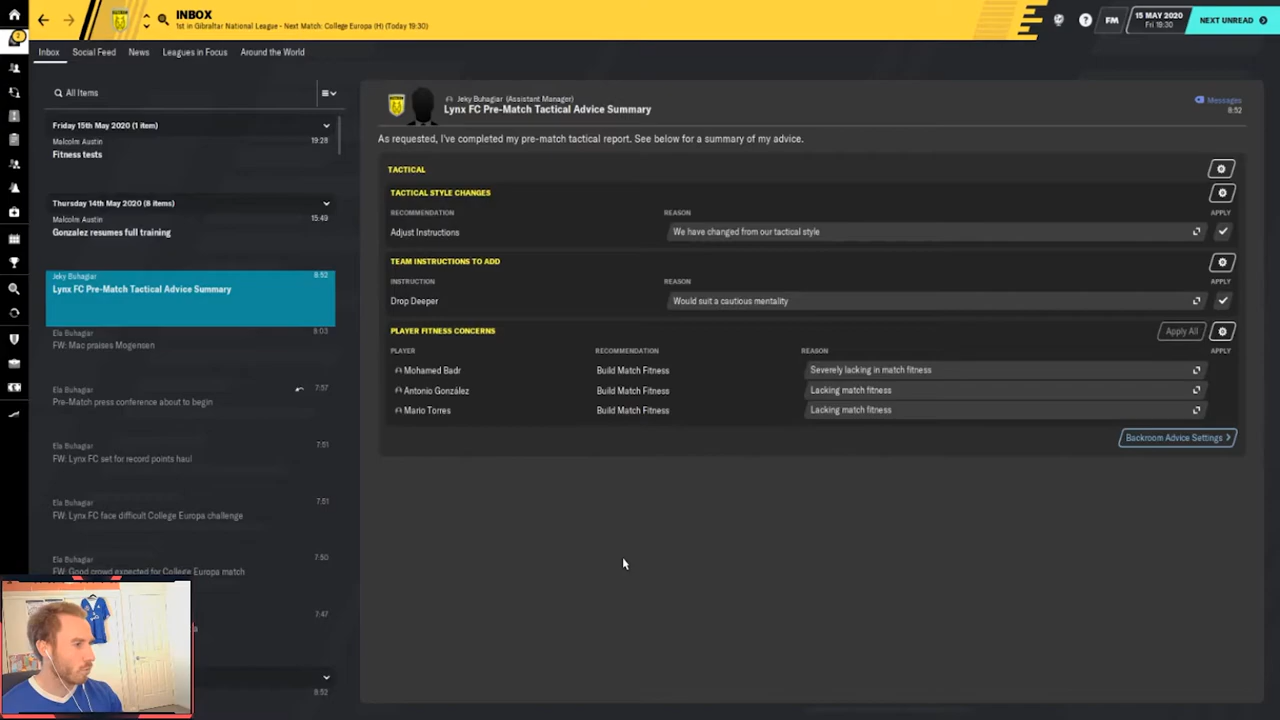 INBOX
1st in Gibraltar National League - Next Match: College Europa (H) (Today 19:30)
FM
15 MAY 2020
Fri 19:30
NEXT UNREAD
Inbox
Social Feed
News
Leagues in Focus
Around the World
All Items
Friday 15th May 2020 (1 item)
Malcolm Austin 19:28
Fitness tests
Thursday 14th May 2020 (8 items)
Malcolm Austin 15:49
Gonzalez resumes full training
Jeky Buhagiar 8:52
Lynx FC Pre-Match Tactical Advice Summary
Ela Buhagiar 8:03
FW: Mac praises Mogensen
Ela Buhagiar 7:57
Pre-Match press conference about to begin
Ela Buhagiar 7:51
FW: Lynx FC set for record points haul
Ela Buhagiar 7:51
FW: Lynx FC face difficult College Europa challenge
Ela Buhagiar 7:50
FW: Good crowd expected for College Europa match
7:47
8:52
Jeky Buhagiar (Assistant Manager)
Lynx FC Pre-Match Tactical Advice Summary
Messages
8:52
As requested, I've completed my pre-match tactical report. See below for a summary of my advice.
TACTICAL
TACTICAL STYLE CHANGES
RECOMMENDATION REASON APPLY
Adjust Instructions We have changed from our tactical style
TEAM INSTRUCTIONS TO ADD
INSTRUCTION REASON APPLY
Drop Deeper Would suit a cautious mentality
PLAYER FITNESS CONCERNS Apply All
PLAYER RECOMMENDATION REASON APPLY
Mohamed Badr Build Match Fitness Severely lacking in match fitness
Antonio González Build Match Fitness Lacking match fitness
Mario Torres Build Match Fitness Lacking match fitness
Backroom Advice Settings